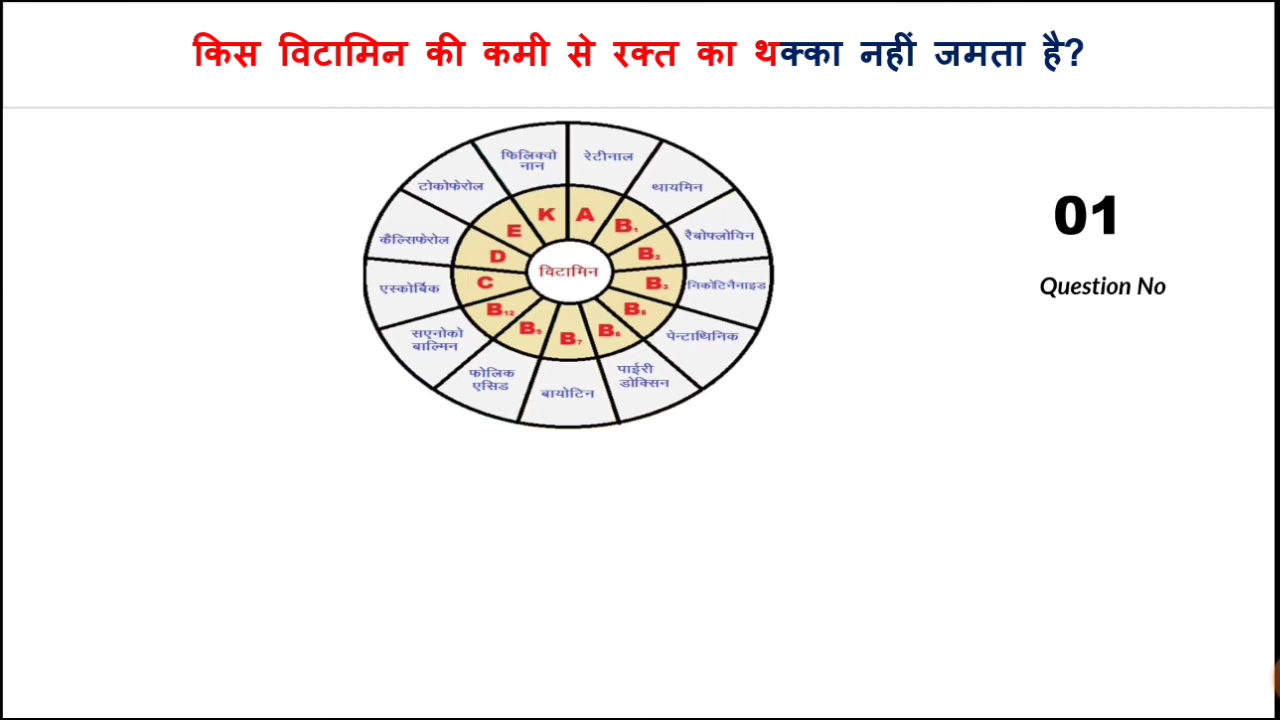 किस विटामिन की कमी से रक्त का थक्का नहीं जमता है?
01
Question No
फिलिक्वो
नान
रेटीनाल
थायमिन
रैबोफ्लोविन
निकोटिनैनाइड
पेन्टाथिनिक
पाईरी
डोक्सिन
बायोटिन
फोलिक
एसिड
सएनोको
बाल्मिन
एस्कोर्बिक
कैल्सिफेरोल
टोकोफेरोल
K
A
B₁
B₂
B₃
B₆
B₇
B₉
B₁₂
C
D
E
विटामिन